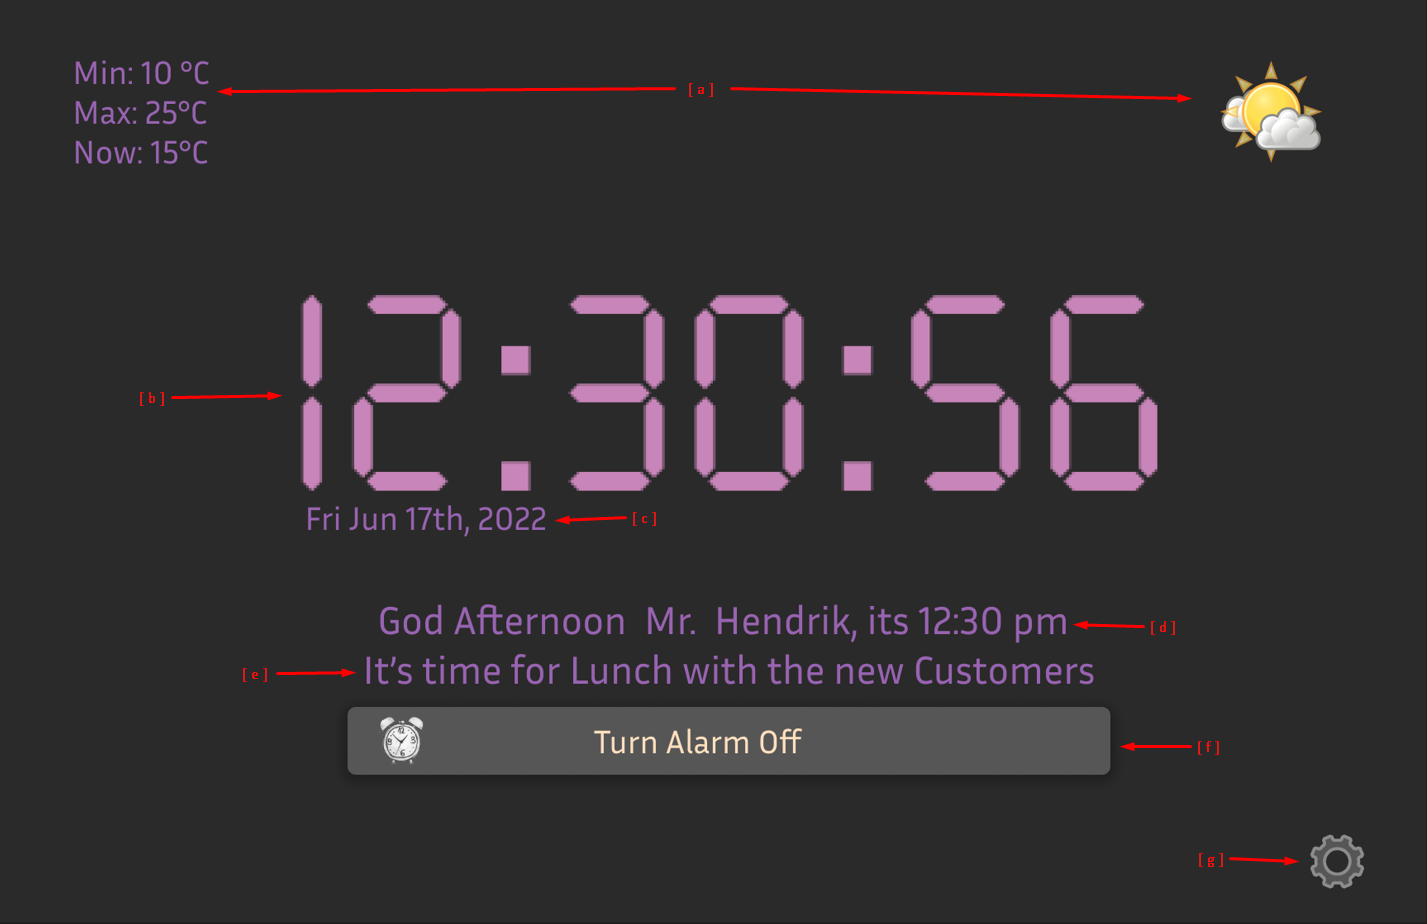 Min: 10 °C
[ a ]
Max: 25°C
Now: 15°C
12:30:56
[ b ]
Fri Jun 17th, 2022
[ c ]
God Afternoon Mr. Hendrik, its 12:30 pm
[ d ]
[ e ]
It's time for Lunch with the new Customers
Turn Alarm Off
[ f ]
[ g ]